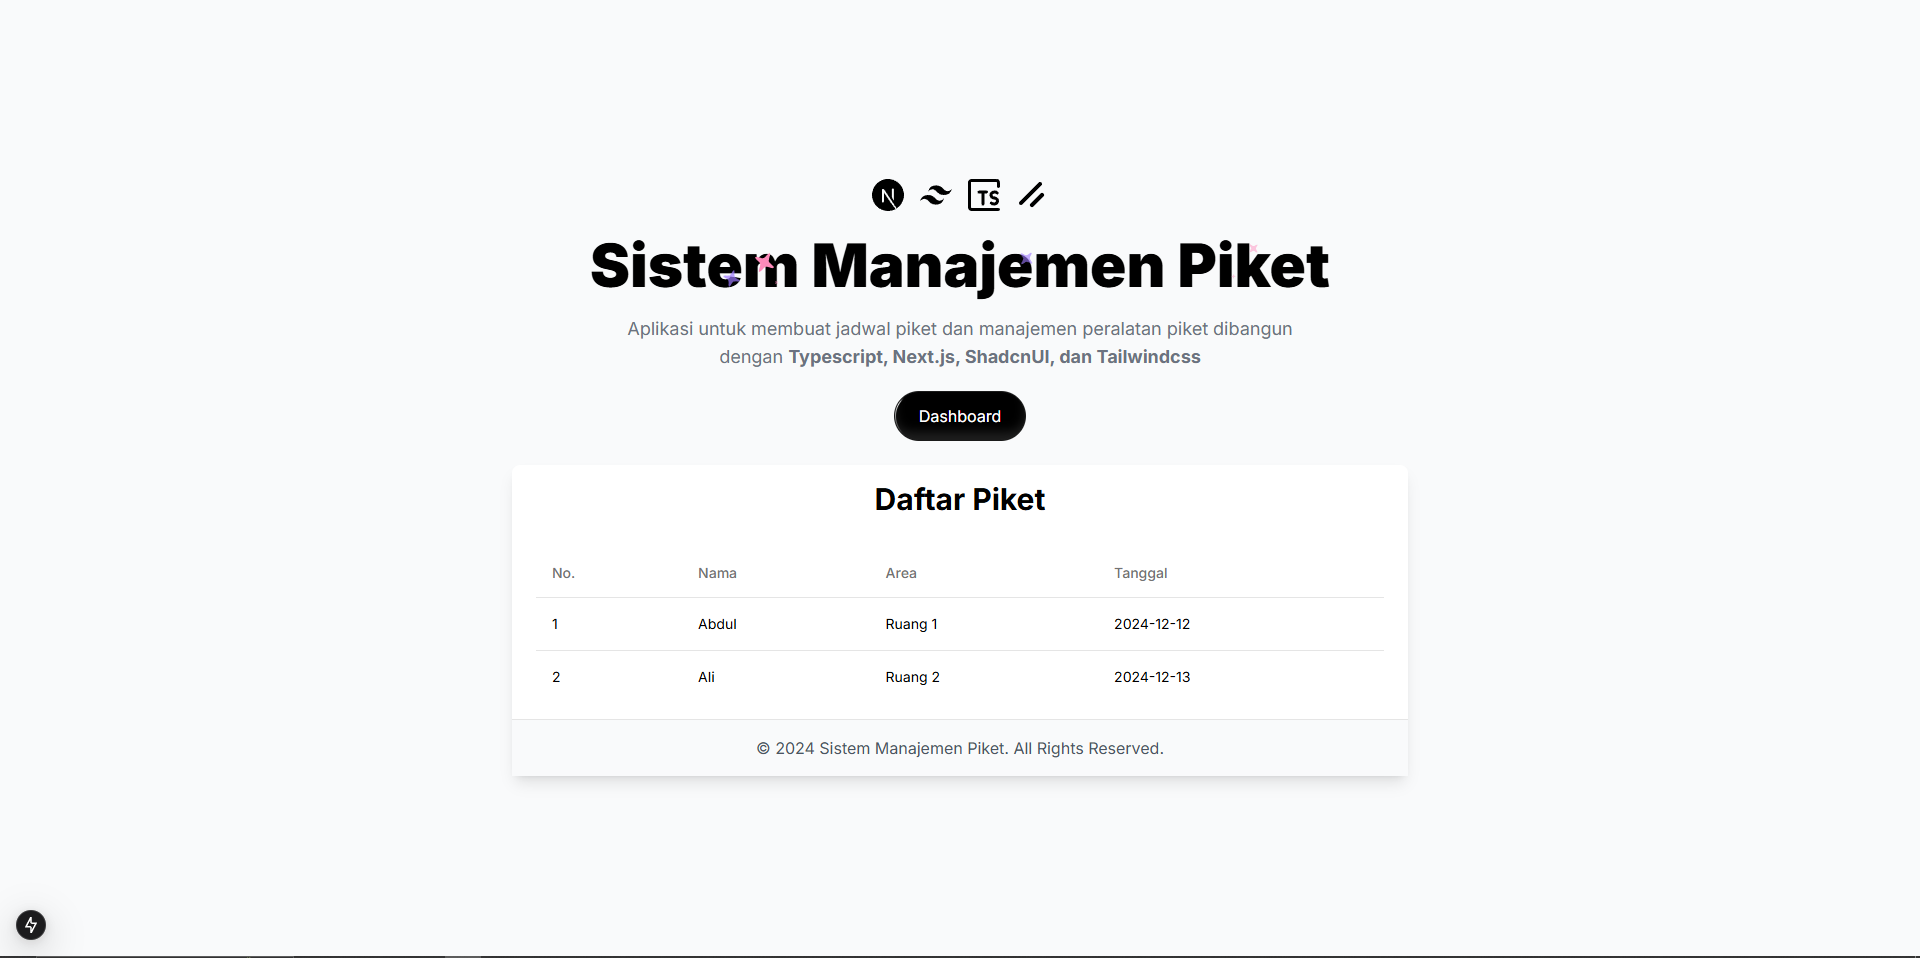 TS
Sistem Manajemen Piket
Aplikasi untuk membuat jadwal piket dan manajemen peralatan piket dibangun
dengan Typescript, Next.js, ShadcnUI, dan Tailwindcss
Dashboard
Daftar Piket
No. Nama Area Tanggal
1 Abdul Ruang 1 2024-12-12
2 Ali Ruang 2 2024-12-13
© 2024 Sistem Manajemen Piket. All Rights Reserved.